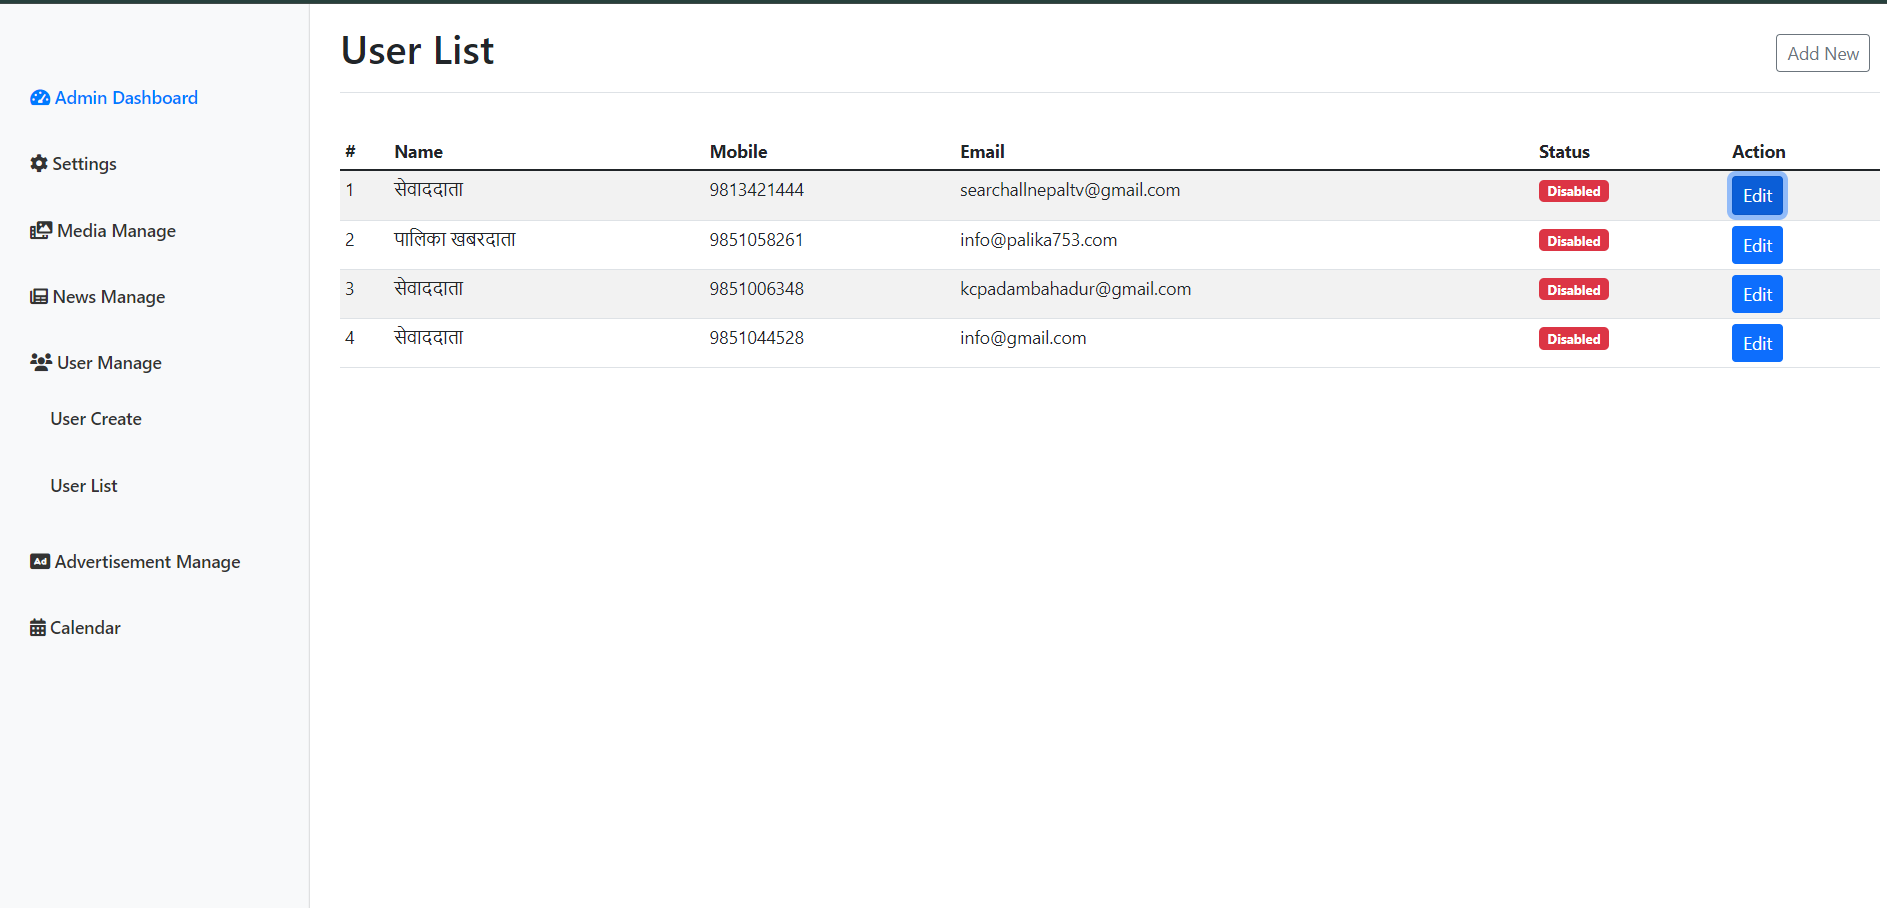 User List
Add New
Admin Dashboard
Settings
Media Manage
News Manage
User Manage
User Create
User List
Advertisement Manage
Calendar
# Name Mobile Email Status Action
1 सेवाददाता 9813421444 searchallnepaltv@gmail.com Disabled Edit
2 पालिका खबरदाता 9851058261 info@palika753.com Disabled Edit
3 सेवाददाता 9851006348 kcpadambahadur@gmail.com Disabled Edit
4 सेवाददाता 9851044528 info@gmail.com Disabled Edit